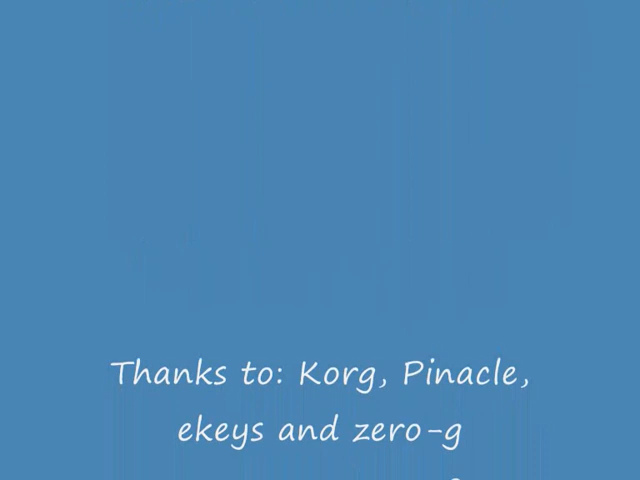 Thanks to: Korg, Pinacle,
ekeys and zero-g